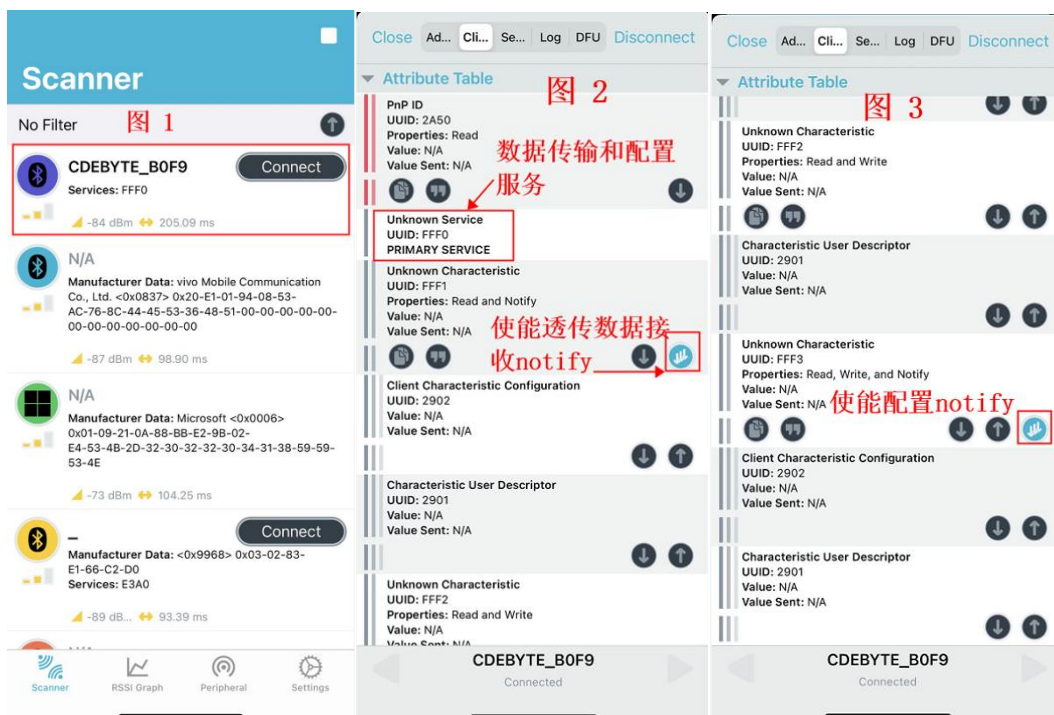 Scanner
No Filter
图 1
CDEBYTE_B0F9
Connect
Services: FFF0
-84 dBm
205.09 ms
N/A
Manufacturer Data: vivo Mobile Communication
Co., Ltd. <0x0837> 0x20-E1-01-94-08-53-
AC-76-8C-44-45-53-36-48-51-00-00-00-00-00-
00-00-00-00-00-00-00
-87 dBm
98.90 ms
N/A
Manufacturer Data: Microsoft <0x0006>
0x01-09-21-0A-88-BB-E2-9B-02-
E4-53-4B-2D-32-30-32-32-30-34-31-38-59-59-
53-4E
-73 dBm
104.25 ms
_
Connect
Manufacturer Data: <0x9968> 0x03-02-83-
E1-66-C2-D0
Services: E3A0
-89 dB...
93.39 ms
Scanner
RSSI Graph
Peripheral
Settings
Close
Ad...
Cli...
Se...
Log
DFU
Disconnect
Attribute Table
图 2
PnP ID
UUID: 2A50
Properties: Read
Value: N/A
Value Sent: N/A
数据传输和配置
服务
Unknown Service
UUID: FFF0
PRIMARY SERVICE
Unknown Characteristic
UUID: FFF1
Properties: Read and Notify
Value: N/A
Value Sent: N/A
使能透传数据接
收notify
Client Characteristic Configuration
UUID: 2902
Value: N/A
Value Sent: N/A
Characteristic User Descriptor
UUID: 2901
Value: N/A
Value Sent: N/A
Unknown Characteristic
UUID: FFF2
Properties: Read and Write
Value: N/A
Value Sent: N/A
CDEBYTE_B0F9
Connected
Close
Ad...
Cli...
Se...
Log
DFU
Disconnect
Attribute Table
图 3
Unknown Characteristic
UUID: FFF2
Properties: Read and Write
Value: N/A
Value Sent: N/A
Characteristic User Descriptor
UUID: 2901
Value: N/A
Value Sent: N/A
Unknown Characteristic
UUID: FFF3
Properties: Read, Write, and Notify
Value: N/A
Value Sent: N/A
使能配置notify
Client Characteristic Configuration
UUID: 2902
Value: N/A
Value Sent: N/A
Characteristic User Descriptor
UUID: 2901
Value: N/A
Value Sent: N/A
CDEBYTE_B0F9
Connected